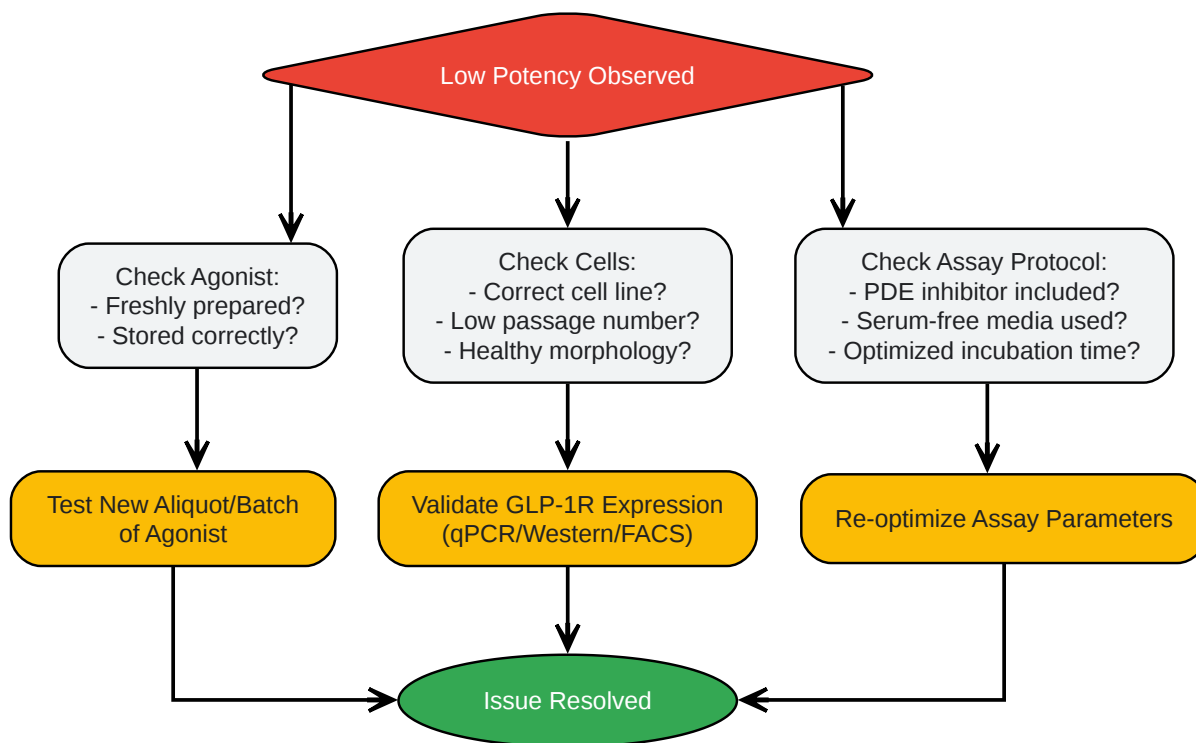 Low Potency Observed
Check Agonist:
- Freshly prepared?
- Stored correctly?
Check Cells:
- Correct cell line?
- Low passage number?
- Healthy morphology?
Check Assay Protocol:
- PDE inhibitor included?
- Serum-free media used?
- Optimized incubation time?
Test New Aliquot/Batch
of Agonist
Validate GLP-1R Expression
(qPCR/Western/FACS)
Re-optimize Assay Parameters
Issue Resolved